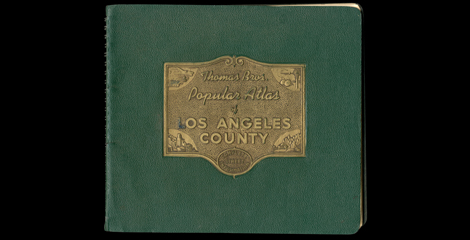 Thomas Bros.
Popular Atlas
of
LOS ANGELES
COUNTY